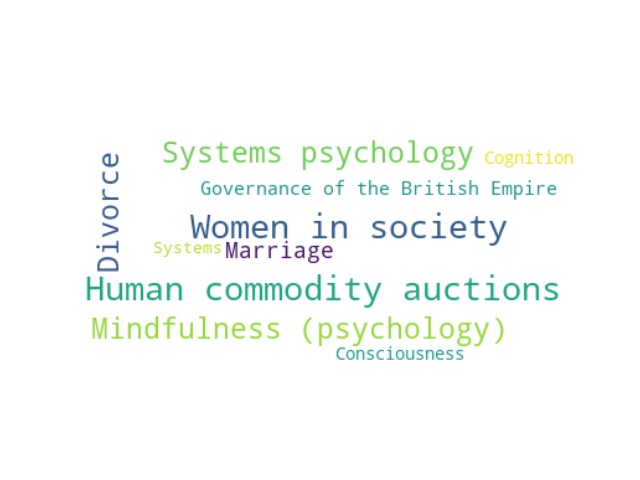 Divorce
Systems psychology
Cognition
Governance of the British Empire
Women in society
Systems
Marriage
Human commodity auctions
Mindfulness (psychology)
Consciousness